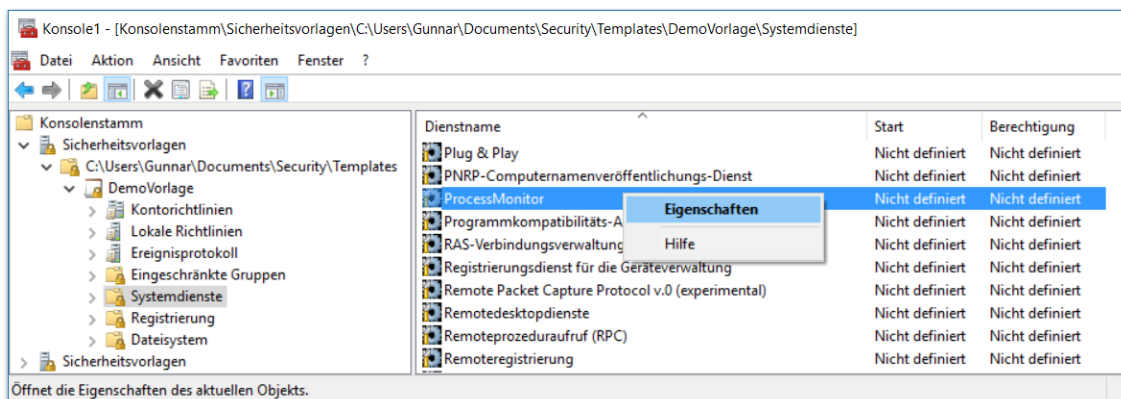 Konsole1 - [Konsolenstamm\Sicherheitsvorlagen\C:\Users\Gunnar\Documents\Security\Templates\DemoVorlage\Systemdienste]
Datei Aktion Ansicht Favoriten Fenster ?
Konsolenstamm
Sicherheitsvorlagen
C:\Users\Gunnar\Documents\Security\Templates
DemoVorlage
Kontorichtlinien
Lokale Richtlinien
Ereignisprotokoll
Eingeschränkte Gruppen
Systemdienste
Registrierung
Dateisystem
Sicherheitsvorlagen
Dienstname Start Berechtigung
Plug & Play Nicht definiert Nicht definiert
PNRP-Computernamenveröffentlichungs-Dienst Nicht definiert Nicht definiert
ProcessMonitor Nicht definiert Nicht definiert
Programmkompatibilitäts-A Nicht definiert Nicht definiert
RAS-Verbindungsverwaltung Nicht definiert Nicht definiert
Registrierungsdienst für die Geräteverwaltung Nicht definiert Nicht definiert
Remote Packet Capture Protocol v.0 (experimental) Nicht definiert Nicht definiert
Remotedesktopdienste Nicht definiert Nicht definiert
Remoteprozeduraufruf (RPC) Nicht definiert Nicht definiert
Remoteregistrierung Nicht definiert Nicht definiert
Eigenschaften
Hilfe
Öffnet die Eigenschaften des aktuellen Objekts.